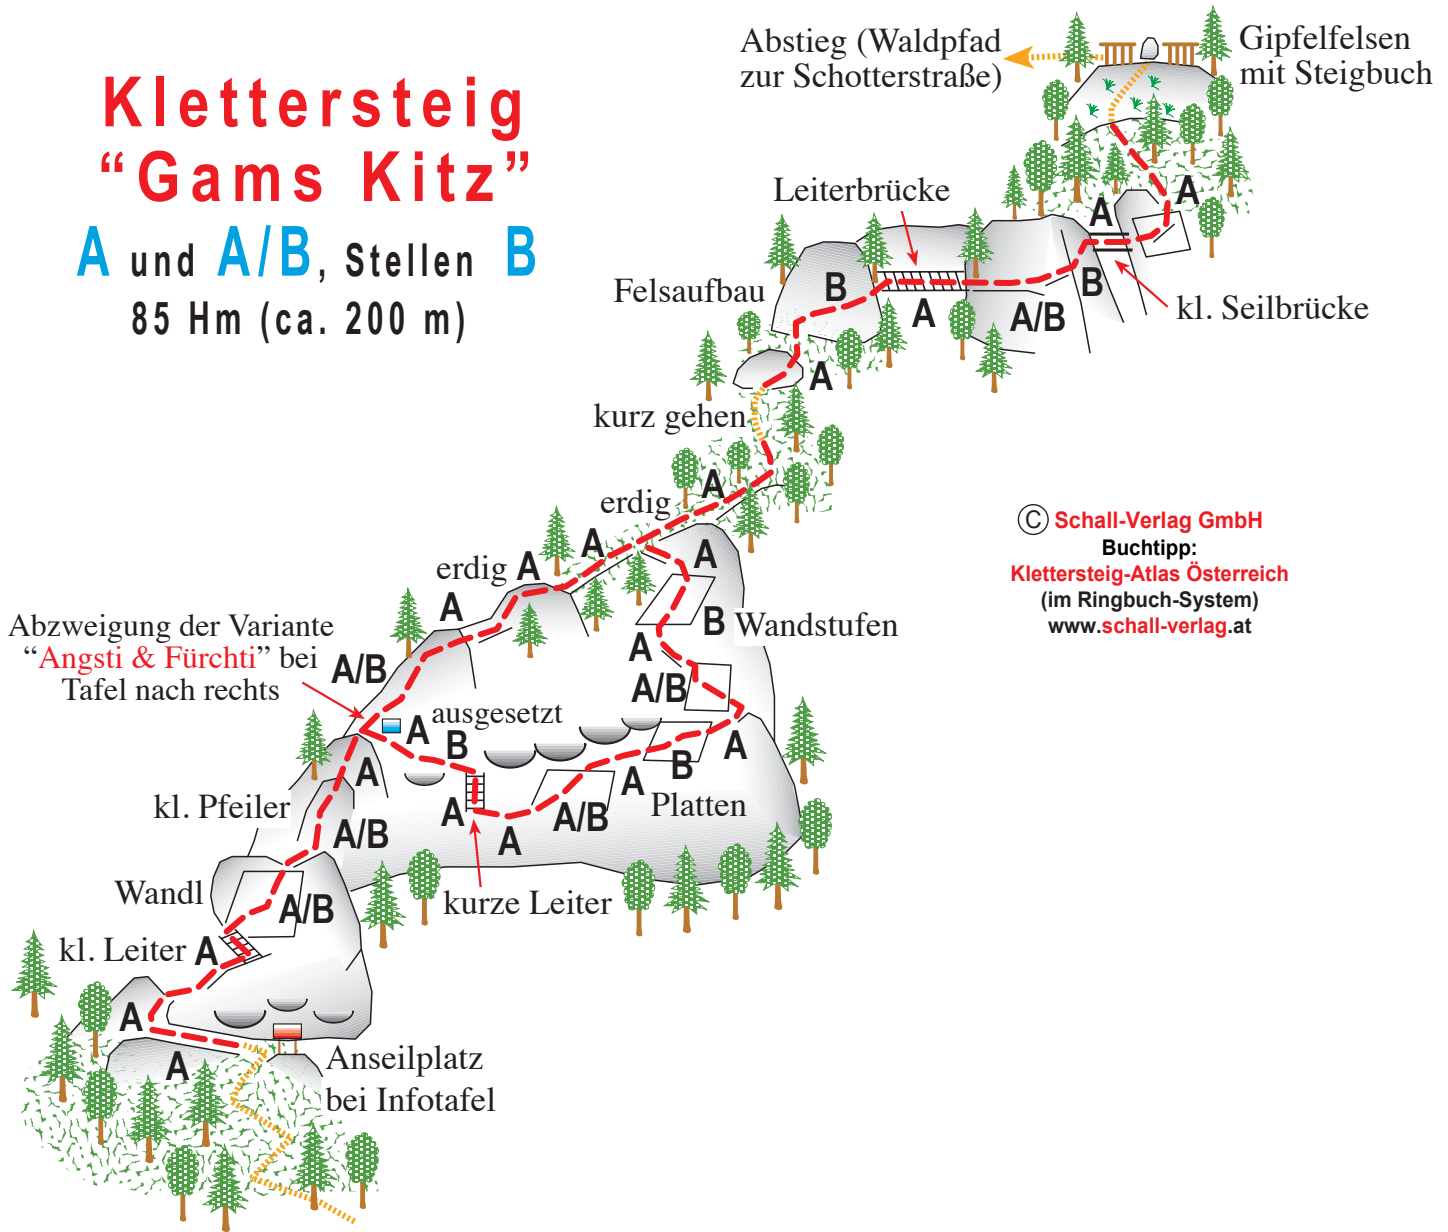 Klettersteig
“Gams Kitz”
A und A/B, Stellen B
85 Hm (ca. 200 m)
Abstieg (Waldpfad
zur Schotterstraße)
Gipfelfelsen
mit Steigbuch
A
A
Leiterbrücke
B
kl. Seilbrücke
A/B
A
B
Felsaufbau
A
kurz gehen
A
erdig
A
A
erdig
A
A/B
Abzweigung der Variante
“Angsti & Fürchti” bei
Tafel nach rechts
A
B
Wandstufen
A
A/B
A
B
Platten
A
A/B
A
A
kurze Leiter
B
A
ausgesetzt
A
kl. Pfeiler
A/B
Wandl
A/B
kl. Leiter
A
A
A
Anseilplatz
bei Infotafel
© Schall-Verlag GmbH
Buchtipp:
Klettersteig-Atlas Österreich
(im Ringbuch-System)
www.schall-verlag.at